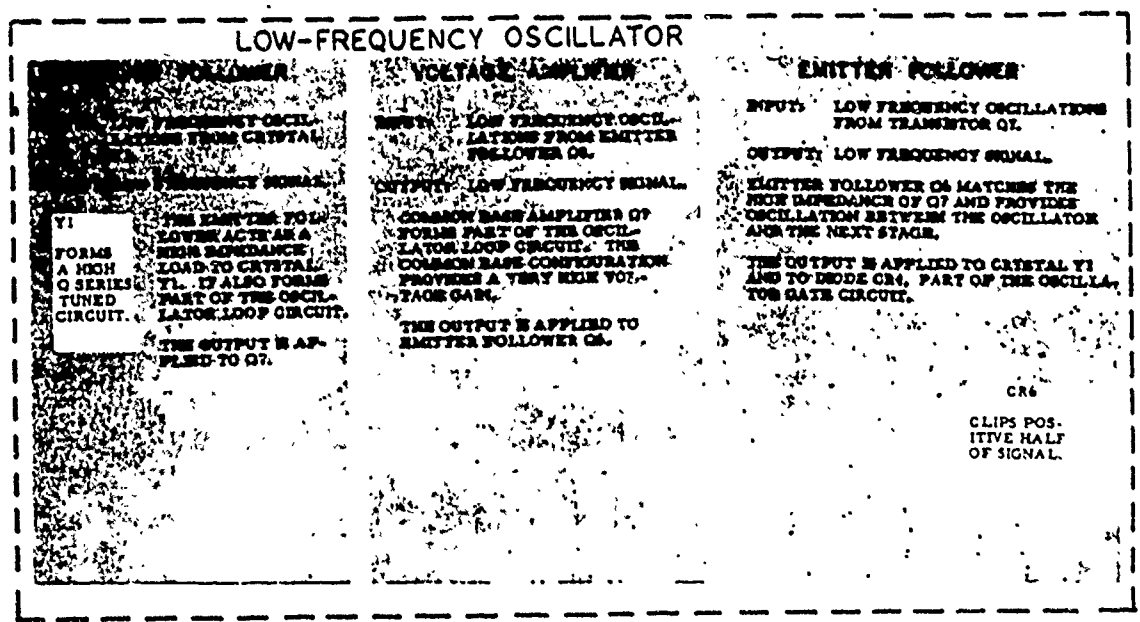 LOW-FREQUENCY OSCILLATOR
FOLLOWER
LOW FREQUENCY OSCIL-
LATIONS FROM CRYSTAL
FREQUENCY SIGNAL.
Y1
FORMS
A HIGH
Q SERIES
TUNED
CIRCUIT.
THE EMITTER FOL-
LOWER ACTS AS A
HIGH IMPEDANCE
LOAD TO CRYSTAL
Y1. IT ALSO FORMS
PART OF THE OSCIL-
LATOR LOOP CIRCUIT.
THE OUTPUT IS AP-
PLIED TO Q7.
VOLTAGE AMPLIFIER
INPUT: LOW FREQUENCY OSCIL-
LATIONS FROM EMITTER
FOLLOWER Q8.
OUTPUT: LOW FREQUENCY SIGNAL.
COMMON BASE AMPLIFIER Q7
FORMS PART OF THE OSCIL-
LATOR LOOP CIRCUIT. THE
COMMON BASE CONFIGURATION
PROVIDES A VERY HIGH VOL-
TAGE GAIN.
THE OUTPUT IS APPLIED TO
EMITTER FOLLOWER Q6.
EMITTER FOLLOWER
INPUT: LOW FREQUENCY OSCILLATIONS
FROM TRANSISTOR Q7.
OUTPUT: LOW FREQUENCY SIGNAL.
EMITTER FOLLOWER Q6 MATCHES THE
HIGH IMPEDANCE OF Q7 AND PROVIDES
OSCILLATION BETWEEN THE OSCILLATOR
AND THE NEXT STAGE.
THE OUTPUT IS APPLIED TO CRYSTAL Y1
AND TO DIODE CR4, PART OF THE OSCILLA-
TOR GATE CIRCUIT.
CR6
CLIPS POS-
ITIVE HALF
OF SIGNAL.